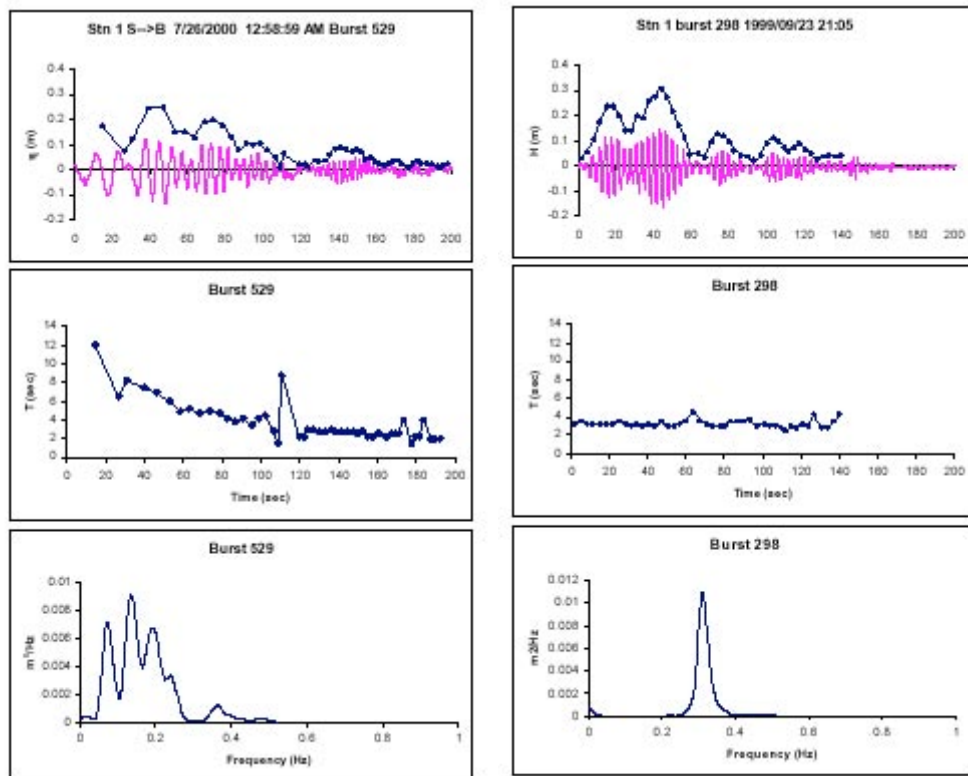 Stn 1 S-->B 7/26/2000 12:58:59 AM Burst 529
0.4
0.3
0.2
0.1
0
-0.1
-0.2
η (m)
0 20 40 60 80 100 120 140 160 180 200
Stn 1 burst 298 1999/09/23 21:05
0.4
0.3
0.2
0.1
0
-0.1
-0.2
H (m)
0 20 40 60 80 100 120 140 160 180 200
Burst 529
14
12
10
8
6
4
2
0
T (sec)
0 20 40 60 80 100 120 140 160 180 200
Time (sec)
Burst 298
14
12
10
8
6
4
2
0
T (sec)
0 20 40 60 80 100 120 140 160 180 200
Time (sec)
Burst 529
0.01
0.008
0.006
0.004
0.002
0
m²/Hz
0 0.2 0.4 0.6 0.8 1
Frequency (Hz)
Burst 298
0.012
0.01
0.008
0.006
0.004
0.002
0
m2/Hz
0 0.2 0.4 0.6 0.8 1
Frequency (Hz)